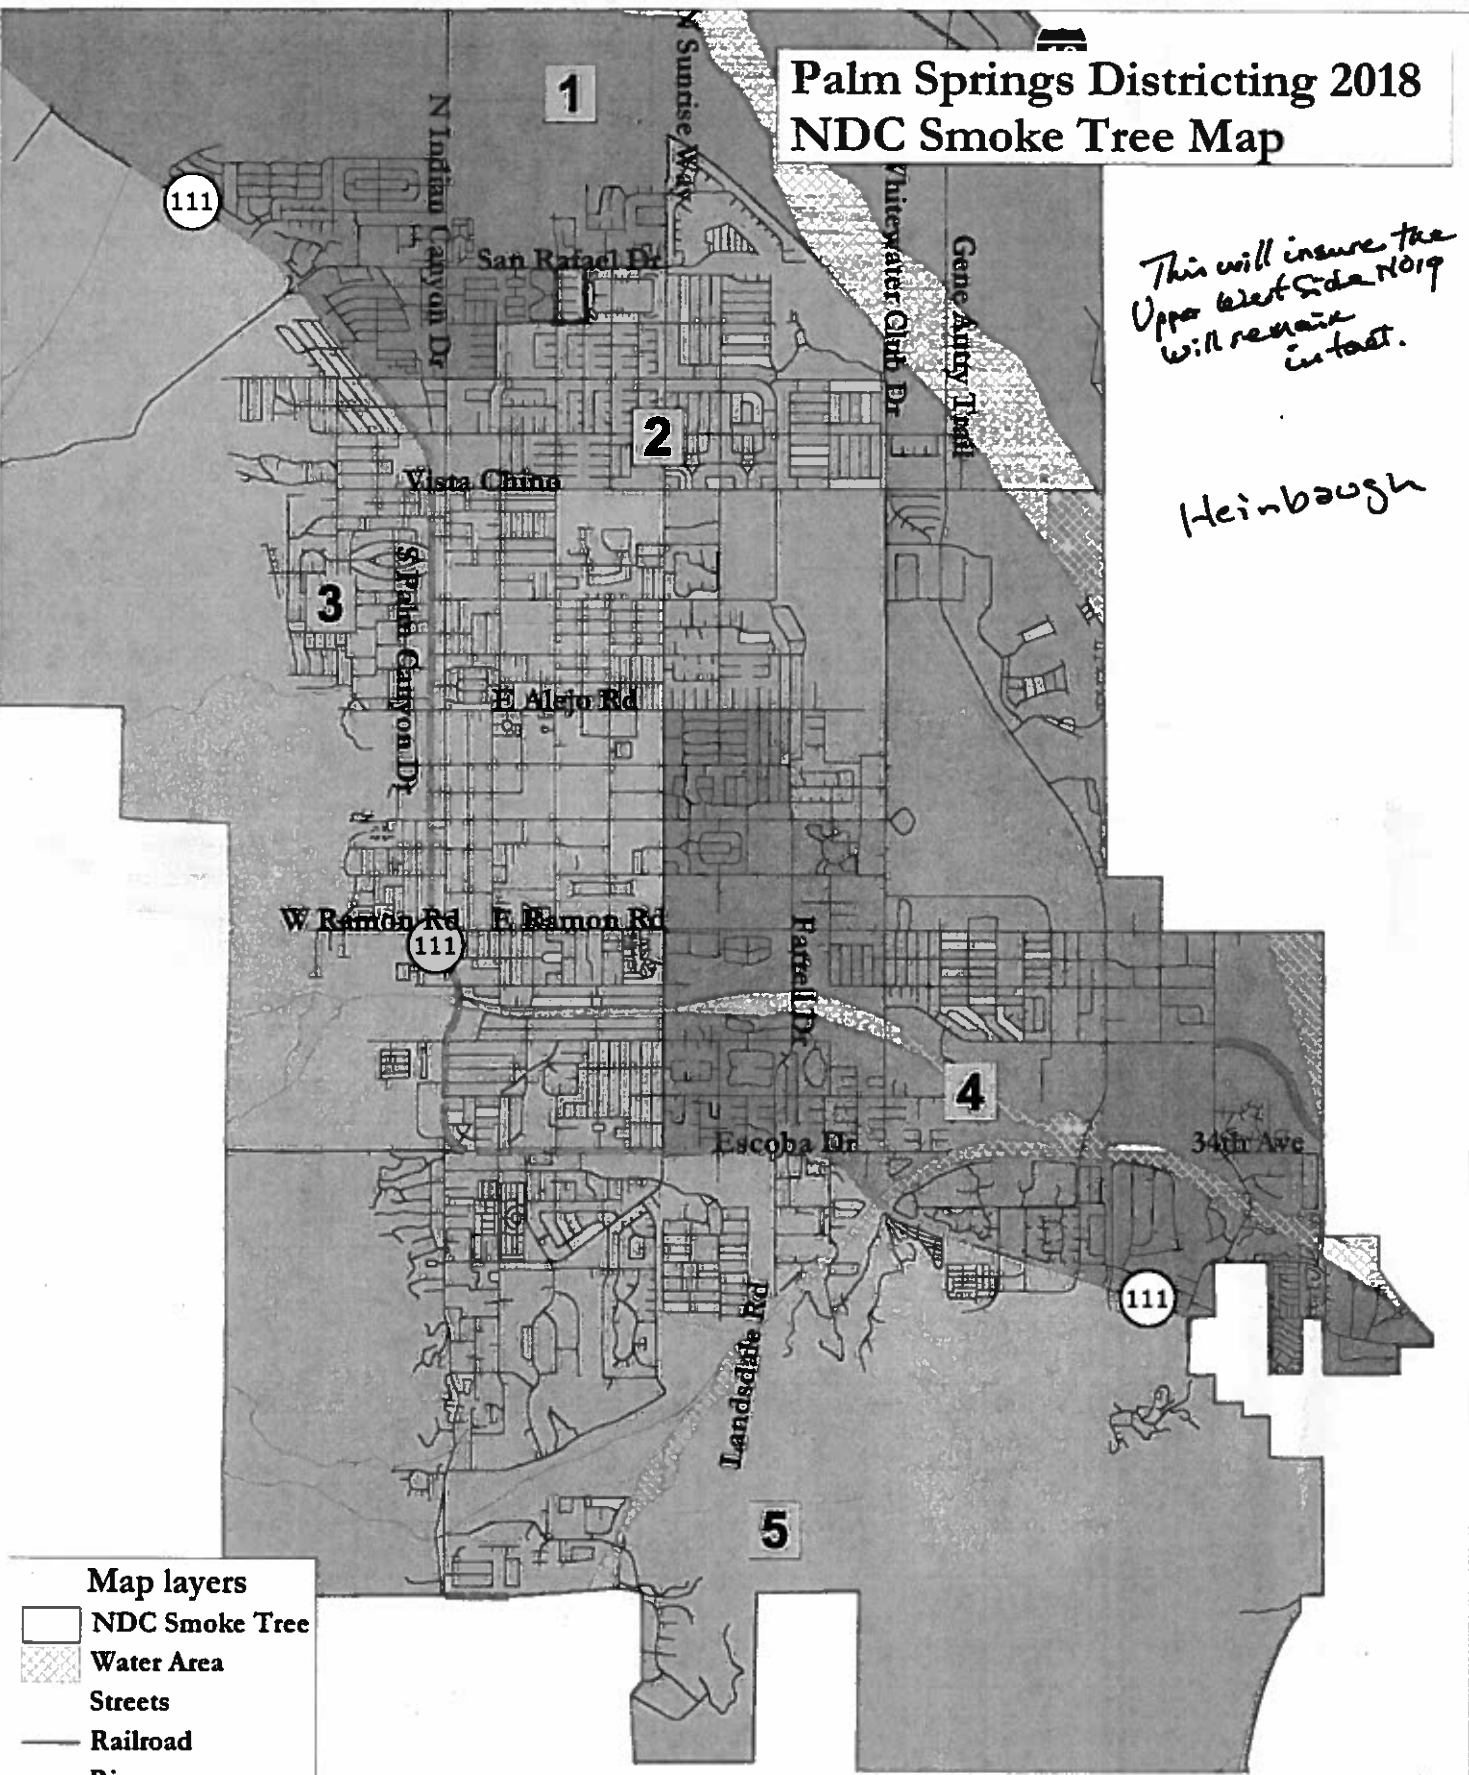 Palm Springs Districting 2018
NDC Smoke Tree Map
1
N Sunrise Way
N Indian Canyon Dr
111
San Rafael Dr
Whitewater Club Dr
Gene Autry Trail
This will insure the
Upper West Side NOrg
will remain
intact.
2
Vista Chino
Heinbaugh
3
S Palm Canyon Dr
E Alejo Rd
W Ramon Rd
E Ramon Rd
111
Farrell Dr
4
Escoba Dr
34th Ave
111
Landsdale Rd
5
Map layers
NDC Smoke Tree
Water Area
Streets
Railroad